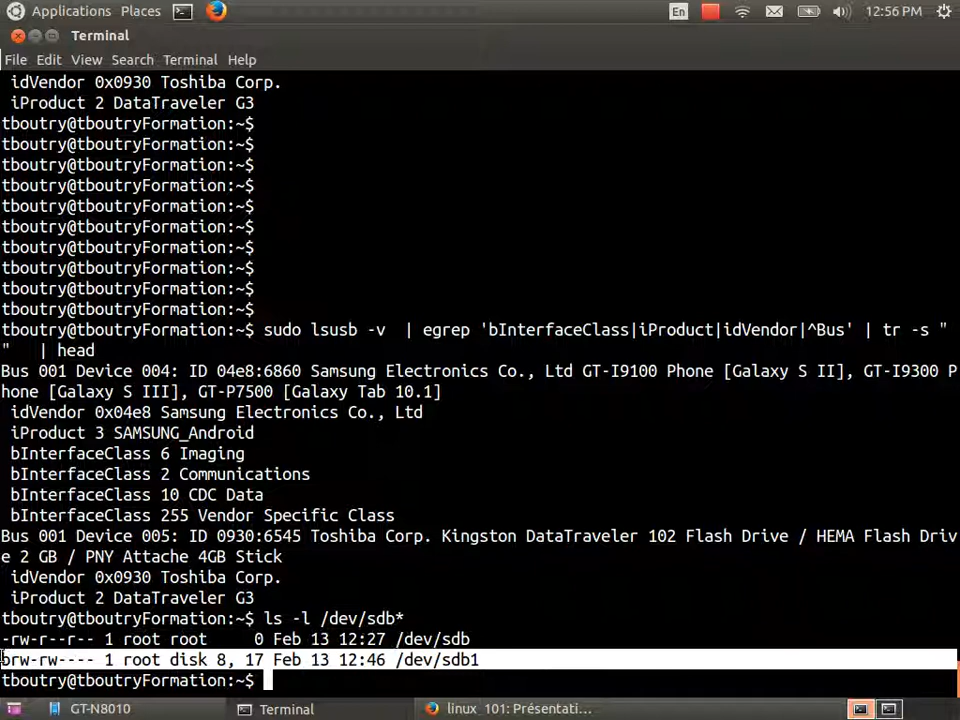 Applications Places En 12:56 PM
Terminal
File Edit View Search Terminal Help
idVendor 0x0930 Toshiba Corp.
iProduct 2 DataTraveler G3
tboutry@tboutryFormation:~$
tboutry@tboutryFormation:~$
tboutry@tboutryFormation:~$
tboutry@tboutryFormation:~$
tboutry@tboutryFormation:~$
tboutry@tboutryFormation:~$
tboutry@tboutryFormation:~$
tboutry@tboutryFormation:~$
tboutry@tboutryFormation:~$
tboutry@tboutryFormation:~$
tboutry@tboutryFormation:~$ sudo lsusb -v  | egrep 'bInterfaceClass|iProduct|idVendor|^Bus' | tr -s "
"   | head
Bus 001 Device 004: ID 04e8:6860 Samsung Electronics Co., Ltd GT-I9100 Phone [Galaxy S II], GT-I9300 P
hone [Galaxy S III], GT-P7500 [Galaxy Tab 10.1]
idVendor 0x04e8 Samsung Electronics Co., Ltd
iProduct 3 SAMSUNG_Android
bInterfaceClass 6 Imaging
bInterfaceClass 2 Communications
bInterfaceClass 10 CDC Data
bInterfaceClass 255 Vendor Specific Class
Bus 001 Device 005: ID 0930:6545 Toshiba Corp. Kingston DataTraveler 102 Flash Drive / HEMA Flash Driv
e 2 GB / PNY Attache 4GB Stick
idVendor 0x0930 Toshiba Corp.
iProduct 2 DataTraveler G3
tboutry@tboutryFormation:~$ ls -l /dev/sdb*
-rw-r--r-- 1 root root     0 Feb 13 12:27 /dev/sdb
brw-rw---- 1 root disk 8, 17 Feb 13 12:46 /dev/sdb1
tboutry@tboutryFormation:~$
GT-N8010 Terminal linux_101: Présentati...